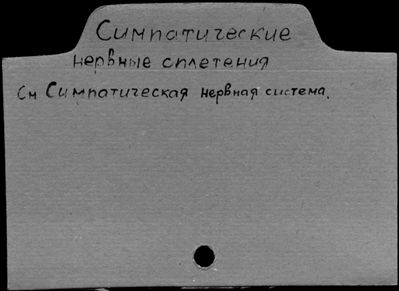 Симпатические
нервные сплетения
См Симпатическая нервная система.